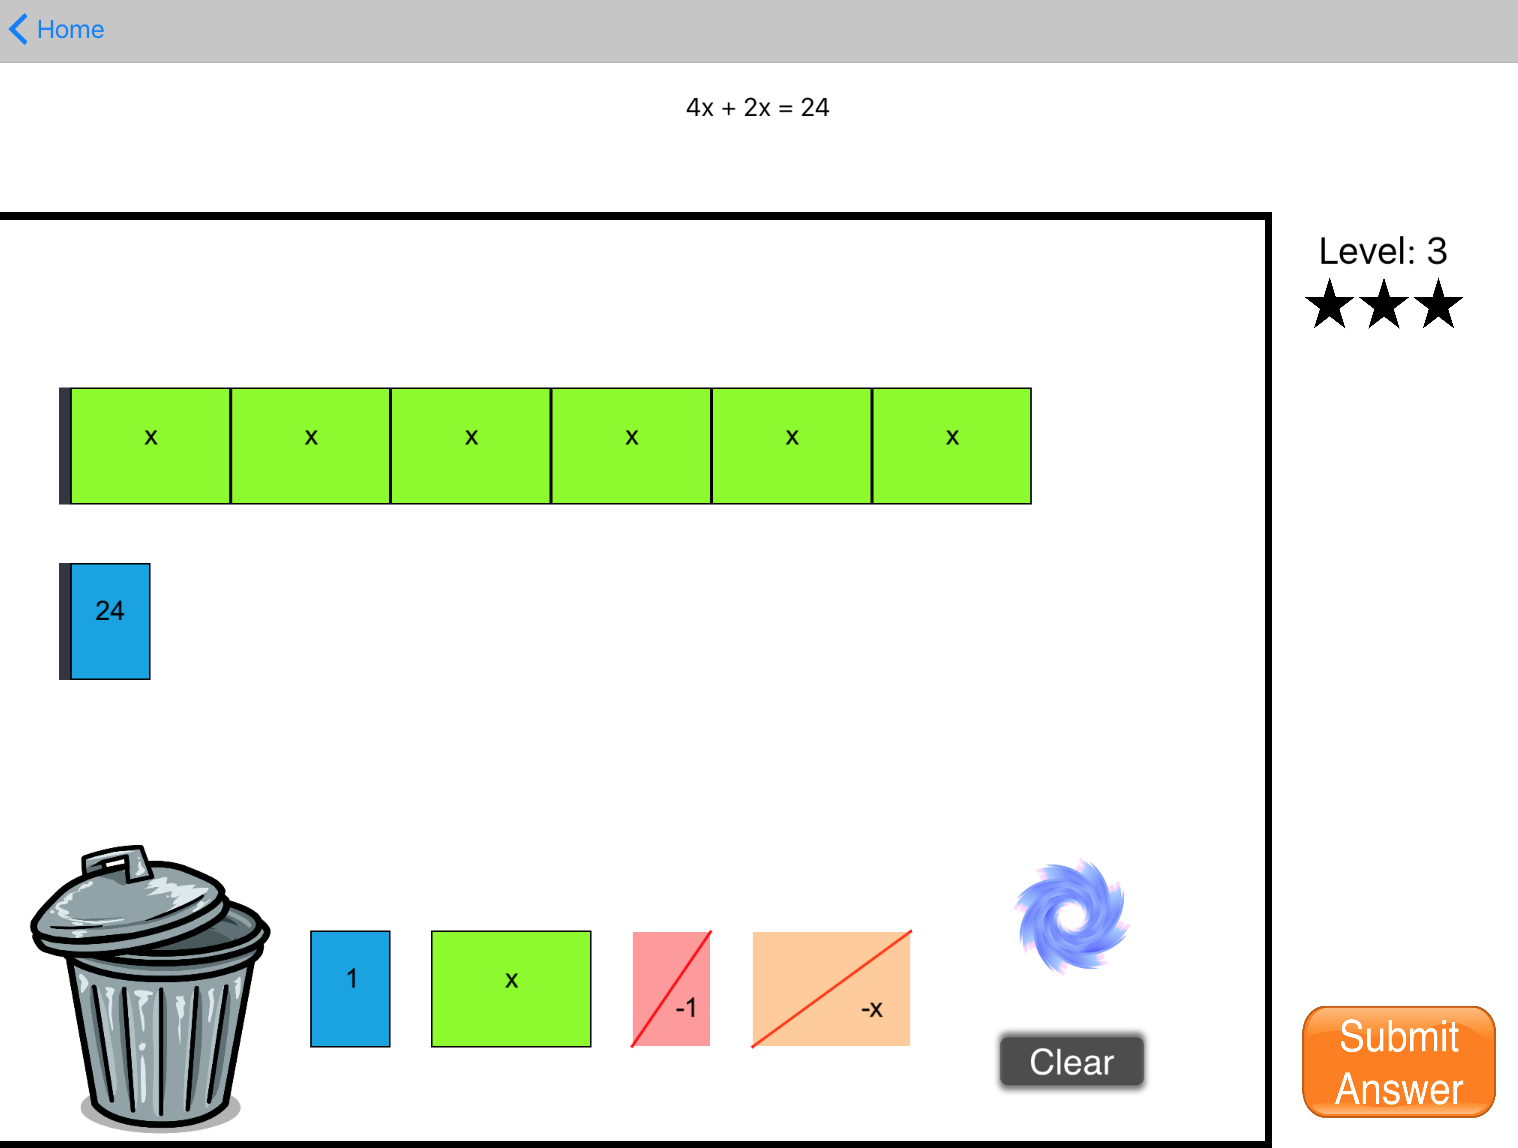 Home
4x + 2x = 24
Level: 3
x x x x x x
24
1 x -1 -x
Clear
Submit
Answer